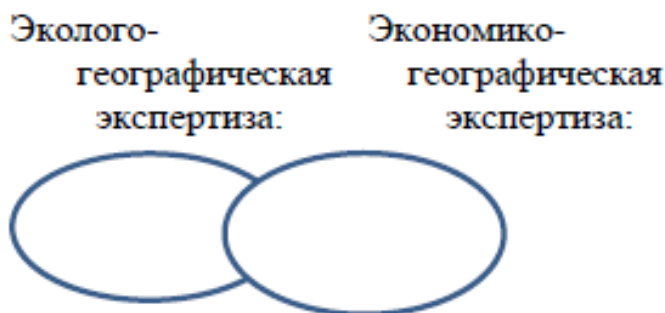 Эколого-
географическая
экспертиза:
Экономико-
географическая
экспертиза: